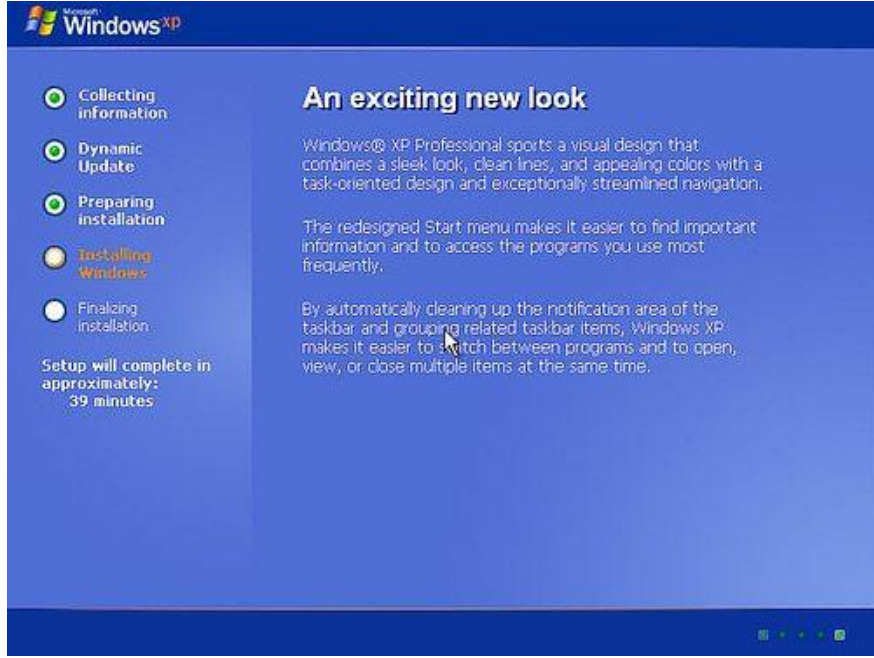 Microsoft
Windows xp
Collecting
information
Dynamic
Update
Preparing
installation
Installing
Windows
Finalizing
installation
Setup will complete in
approximately:
39 minutes
An exciting new look
Windows® XP Professional sports a visual design that
combines a sleek look, clean lines, and appealing colors with a
task-oriented design and exceptionally streamlined navigation.
The redesigned Start menu makes it easier to find important
information and to access the programs you use most
frequently.
By automatically cleaning up the notification area of the
taskbar and grouping related taskbar items, Windows XP
makes it easier to switch between programs and to open,
view, or close multiple items at the same time.